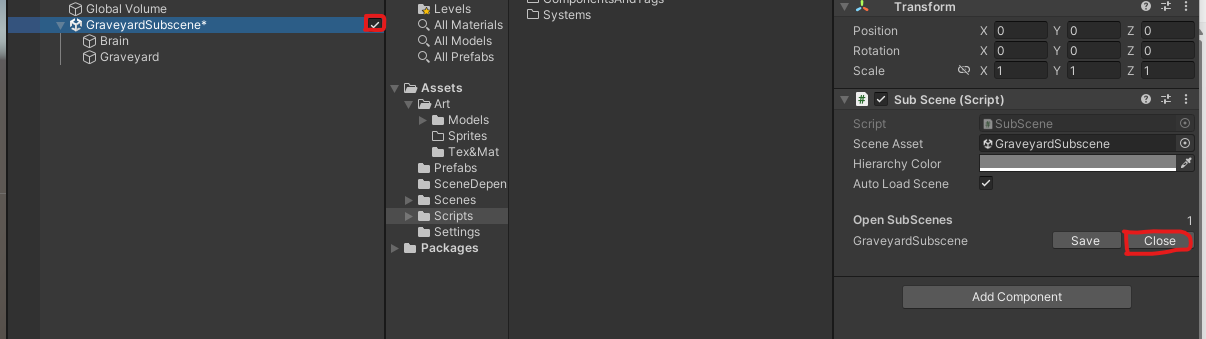 Global Volume
GraveyardSubscene*
Brain
Graveyard
Levels
All Materials
All Models
All Prefabs
Assets
Art
Models
Sprites
Tex&Mat
Prefabs
SceneDepen
Scenes
Scripts
Settings
Packages
ComponentsAndTags
Systems
Transform
Position X 0 Y 0 Z 0
Rotation X 0 Y 0 Z 0
Scale X 1 Y 1 Z 1
# Sub Scene (Script)
Script SubScene
Scene Asset GraveyardSubscene
Hierarchy Color
Auto Load Scene
Open SubScenes 1
GraveyardSubscene Save Close
Add Component